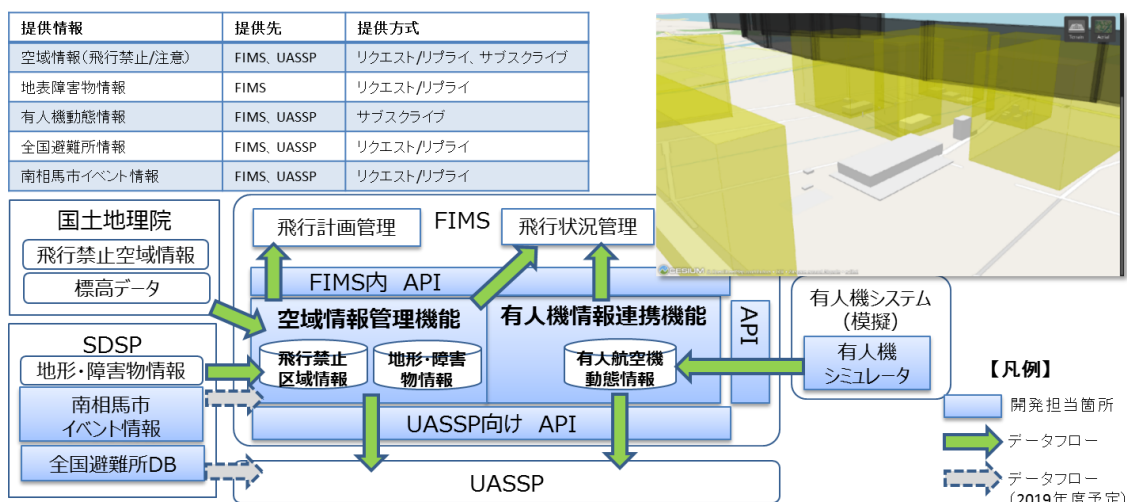 提供情報 提供先 提供方式
空域情報(飛行禁止/注意) FIMS、UASSP リクエスト/リプライ、サブスクライブ
地表障害物情報 FIMS リクエスト/リプライ
有人機動態情報 FIMS、UASSP サブスクライブ
全国避難所情報 FIMS、UASSP リクエスト/リプライ
南相馬市イベント情報 FIMS、UASSP リクエスト/リプライ
国土地理院
飛行禁止空域情報
標高データ
SDSP
地形・障害物情報
南相馬市
イベント情報
全国避難所DB
飛行計画管理
FIMS
飛行状況管理
FIMS内 API
空域情報管理機能
有人機情報連携機能
飛行禁止
区域情報
地形・障害
物情報
有人航空機
動態情報
API
UASSP向け API
UASSP
有人機システム
(模擬)
有人機
シミュレータ
【凡例】
開発担当箇所
データフロー
データフロー
(2019年度予定)
CESIUM